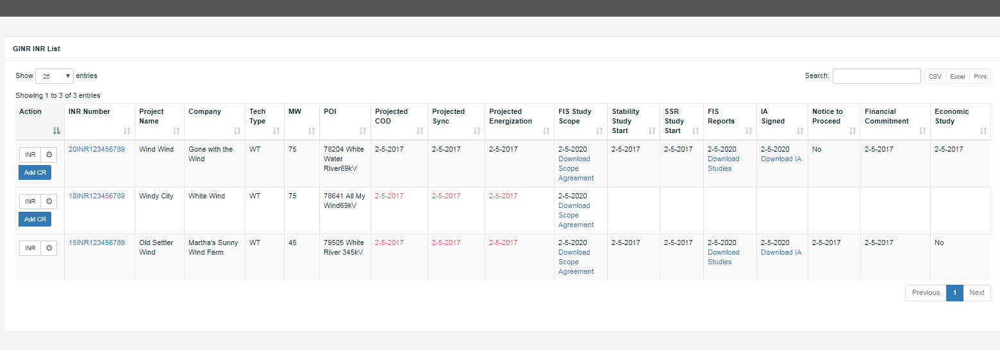 GINR INR List
Show 25 entries
Search:
CSV Excel Print
Showing 1 to 3 of 3 entries
Action INR Number Project Company Tech MW POI Projected Projected Projected FIS Study Stability SSR FIS IA Notice to Financial Economic
Name Type COD Sync Energization Scope Study Study Reports Signed Proceed Commitment Study
Start Start
INR 20INR123456789 Wind Wind Gone with the WT 75 78204 White 2-5-2017 2-5-2017 2-5-2017 2-5-2020 2-5-2017 2-5-2017 2-5-2020 2-5-2020 No 2-5-2017 2-5-2017
Wind Water Download Download Download IA
Add CR River69kV Scope Studies
Agreement
INR 18INR123456789 Windy City White Wind WT 75 78641 All My 2-5-2017 2-5-2017 2-5-2017 2-5-2020
Wind69kV Download
Add CR Scope
Agreement
INR 15INR123456789 Old Settler Martha's Sunny WT 45 79505 White 2-5-2017 2-5-2017 2-5-2017 2-5-2020 2-5-2017 2-5-2017 2-5-2020 2-5-2020 2-5-2017 2-5-2017 No
Wind Wind Farm River 345kV Download Download Download IA
Scope Studies
Agreement
Previous 1 Next